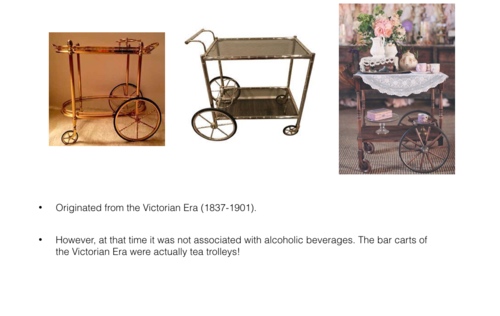 • Originated from the Victorian Era (1837-1901).
• However, at that time it was not associated with alcoholic beverages. The bar carts of
the Victorian Era were actually tea trolleys!